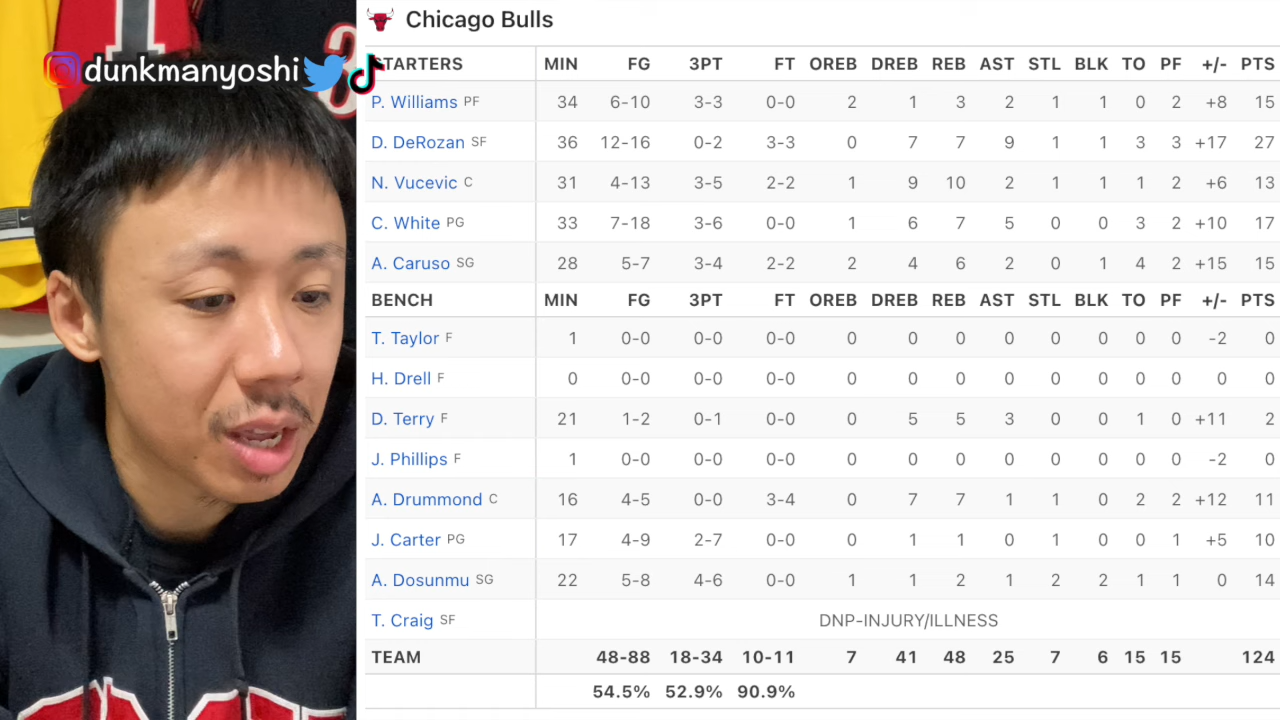 dunkmanyoshi
Chicago Bulls
STARTERS MIN FG 3PT FT OREB DREB REB AST STL BLK TO PF +/- PTS
P. Williams PF 34 6-10 3-3 0-0 2 1 3 2 1 1 0 2 +8 15
D. DeRozan SF 36 12-16 0-2 3-3 0 7 7 9 1 1 3 3 +17 27
N. Vucevic C 31 4-13 3-5 2-2 1 9 10 2 1 1 1 2 +6 13
C. White PG 33 7-18 3-6 0-0 1 6 7 5 0 0 3 2 +10 17
A. Caruso SG 28 5-7 3-4 2-2 2 4 6 2 0 1 4 2 +15 15
BENCH MIN FG 3PT FT OREB DREB REB AST STL BLK TO PF +/- PTS
T. Taylor F 1 0-0 0-0 0-0 0 0 0 0 0 0 0 0 -2 0
H. Drell F 0 0-0 0-0 0-0 0 0 0 0 0 0 0 0 0 0
D. Terry F 21 1-2 0-1 0-0 0 5 5 3 0 0 1 0 +11 2
J. Phillips F 1 0-0 0-0 0-0 0 0 0 0 0 0 0 0 -2 0
A. Drummond C 16 4-5 0-0 3-4 0 7 7 1 1 0 2 2 +12 11
J. Carter PG 17 4-9 2-7 0-0 0 1 1 0 1 0 0 1 +5 10
A. Dosunmu SG 22 5-8 4-6 0-0 1 1 2 1 2 2 1 1 0 14
T. Craig SF DNP-INJURY/ILLNESS
TEAM 48-88 18-34 10-11 7 41 48 25 7 6 15 15 124
54.5% 52.9% 90.9%